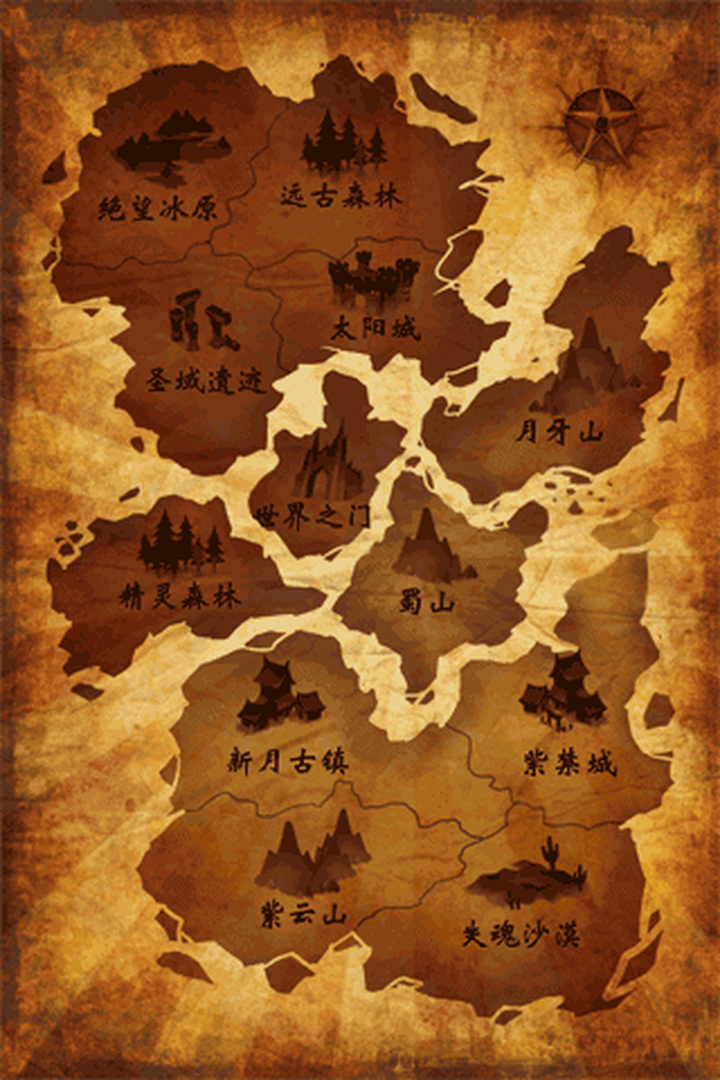 绝望冰原
远古森林
太阳城
圣域遗迹
月牙山
世界之门
精灵森林
蜀山
新月古镇
紫禁城
紫云山
失魂沙漠